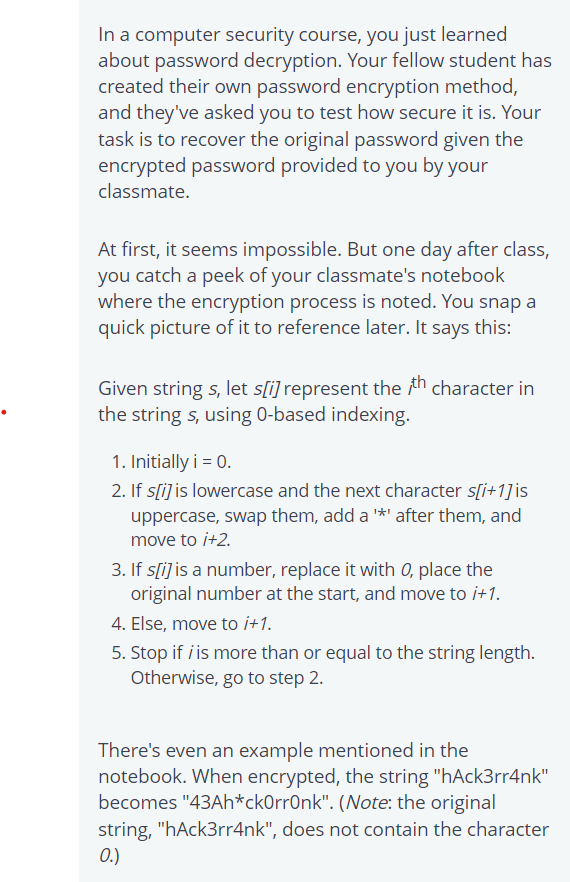 In a computer security course, you just learned
about password decryption. Your fellow student has
created their own password encryption method,
and they've asked you to test how secure it is. Your
task is to recover the original password given the
encrypted password provided to you by your
classmate.
At first, it seems impossible. But one day after class,
you catch a peek of your classmate's notebook
where the encryption process is noted. You snap a
quick picture of it to reference later. It says this:
Given string s, let s[i] represent the ith character in
the string s, using 0-based indexing.
1. Initially i = 0.
2. If s[i] is lowercase and the next character s[i+1] is
uppercase, swap them, add a '*' after them, and
move to i+2.
3. If s[i] is a number, replace it with 0, place the
original number at the start, and move to i+1.
4. Else, move to i+1.
5. Stop if i is more than or equal to the string length.
Otherwise, go to step 2.
There's even an example mentioned in the
notebook. When encrypted, the string "hAck3rr4nk"
becomes "43Ah*ck0rr0nk". (Note: the original
string, "hAck3rr4nk", does not contain the character
0.)